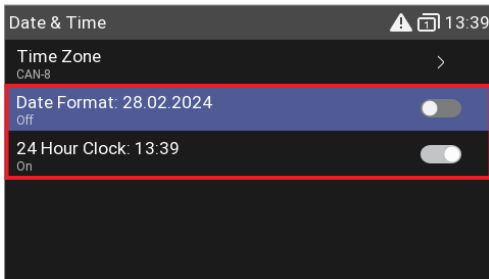 Date & Time 1 13:39
Time Zone
CAN-8
Date Format: 28.02.2024
Off
24 Hour Clock: 13:39
On